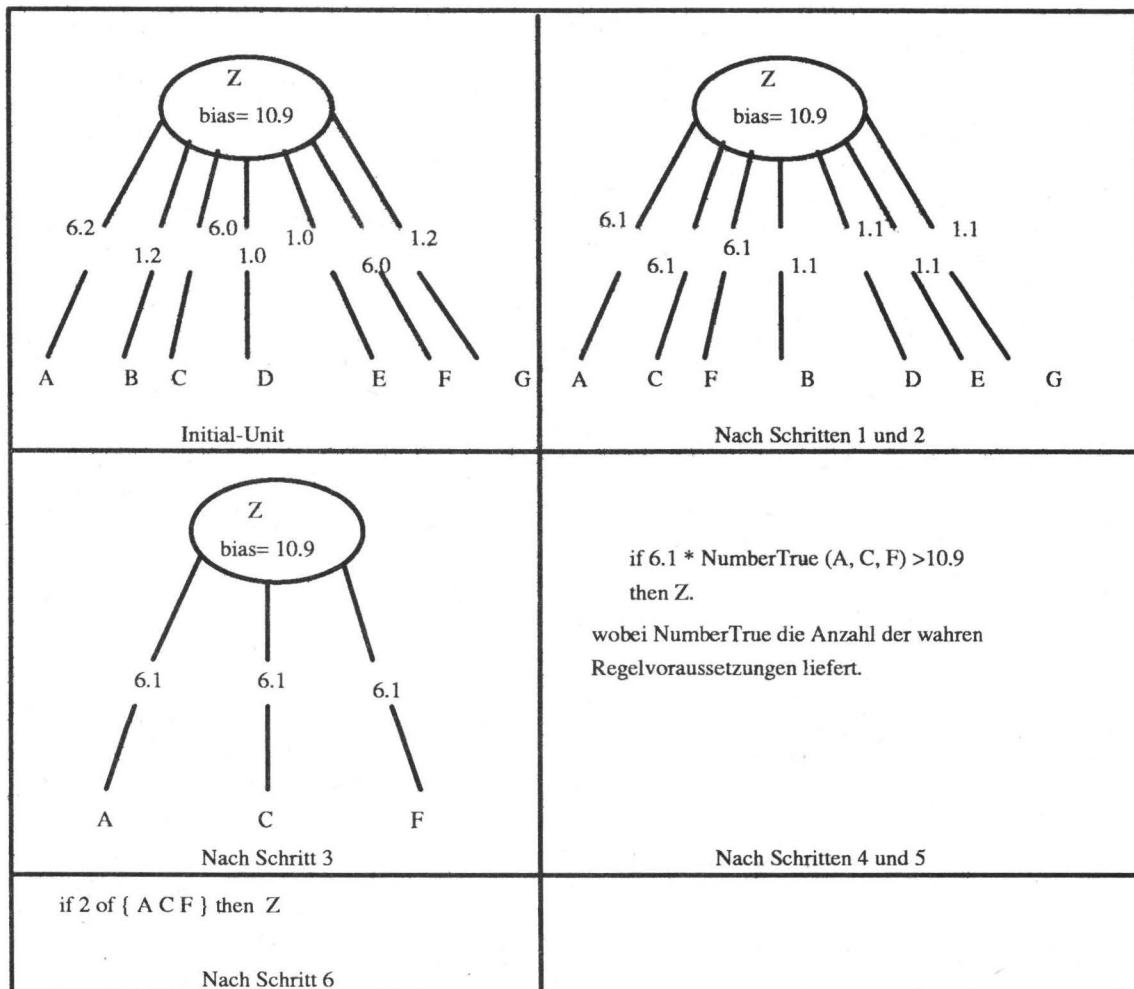 Z
bias= 10.9
6.2
1.2
6.0
1.0
1.0
6.0
1.2
A B C D E F G
Initial-Unit
Z
bias= 10.9
6.1
6.1
6.1
1.1
1.1
1.1
1.1
A C F B D E G
Nach Schritten 1 und 2
Z
bias= 10.9
6.1
6.1
6.1
A C F
Nach Schritt 3
if 6.1 * NumberTrue (A, C, F) >10.9
then Z.
wobei NumberTrue die Anzahl der wahren
Regelvoraussetzungen liefert.
Nach Schritten 4 und 5
if 2 of { A C F } then Z
Nach Schritt 6